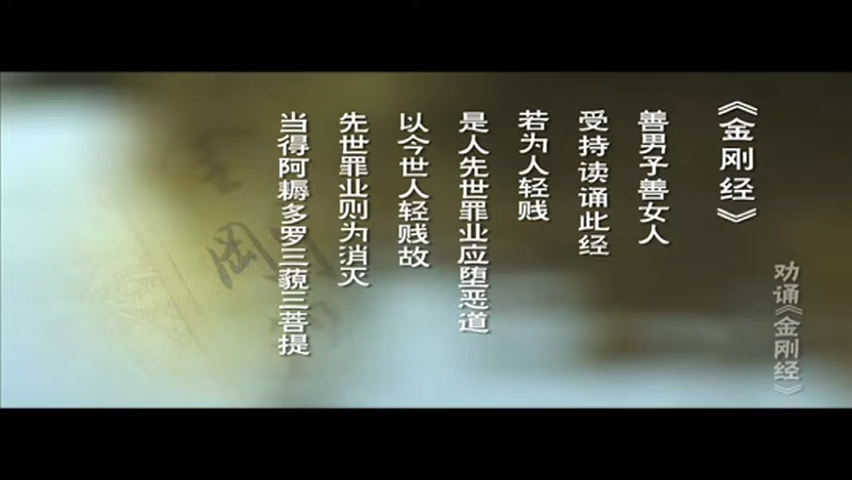 《金刚经》
善男子善女人
受持读诵此经
若为人轻贱
是人先世罪业应堕恶道
以今世人轻贱故
先世罪业则为消灭
当得阿耨多罗三藐三菩提
劝诵《金刚经》
金
剛